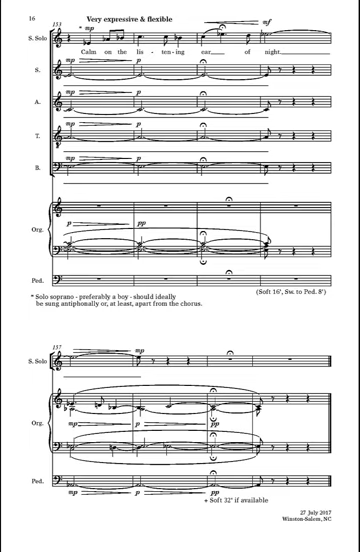 16
Very expressive & flexible
153
* mp
mf
S. Solo
Calm on the lis - ten - ing ear of night.
S.
mp p
A.
mp p
T.
mp p
B.
mp p
Org.
p pp
Ped.
(Soft 16', Sw. to Ped. 8')
* Solo soprano - preferably a boy - should ideally
be sung antiphonally or, at least, apart from the chorus.
157
mp
S. Solo
Org.
mp p pp
Ped.
mp p pp
+ Soft 32" if available
27 July 2017
Winston-Salem, NC